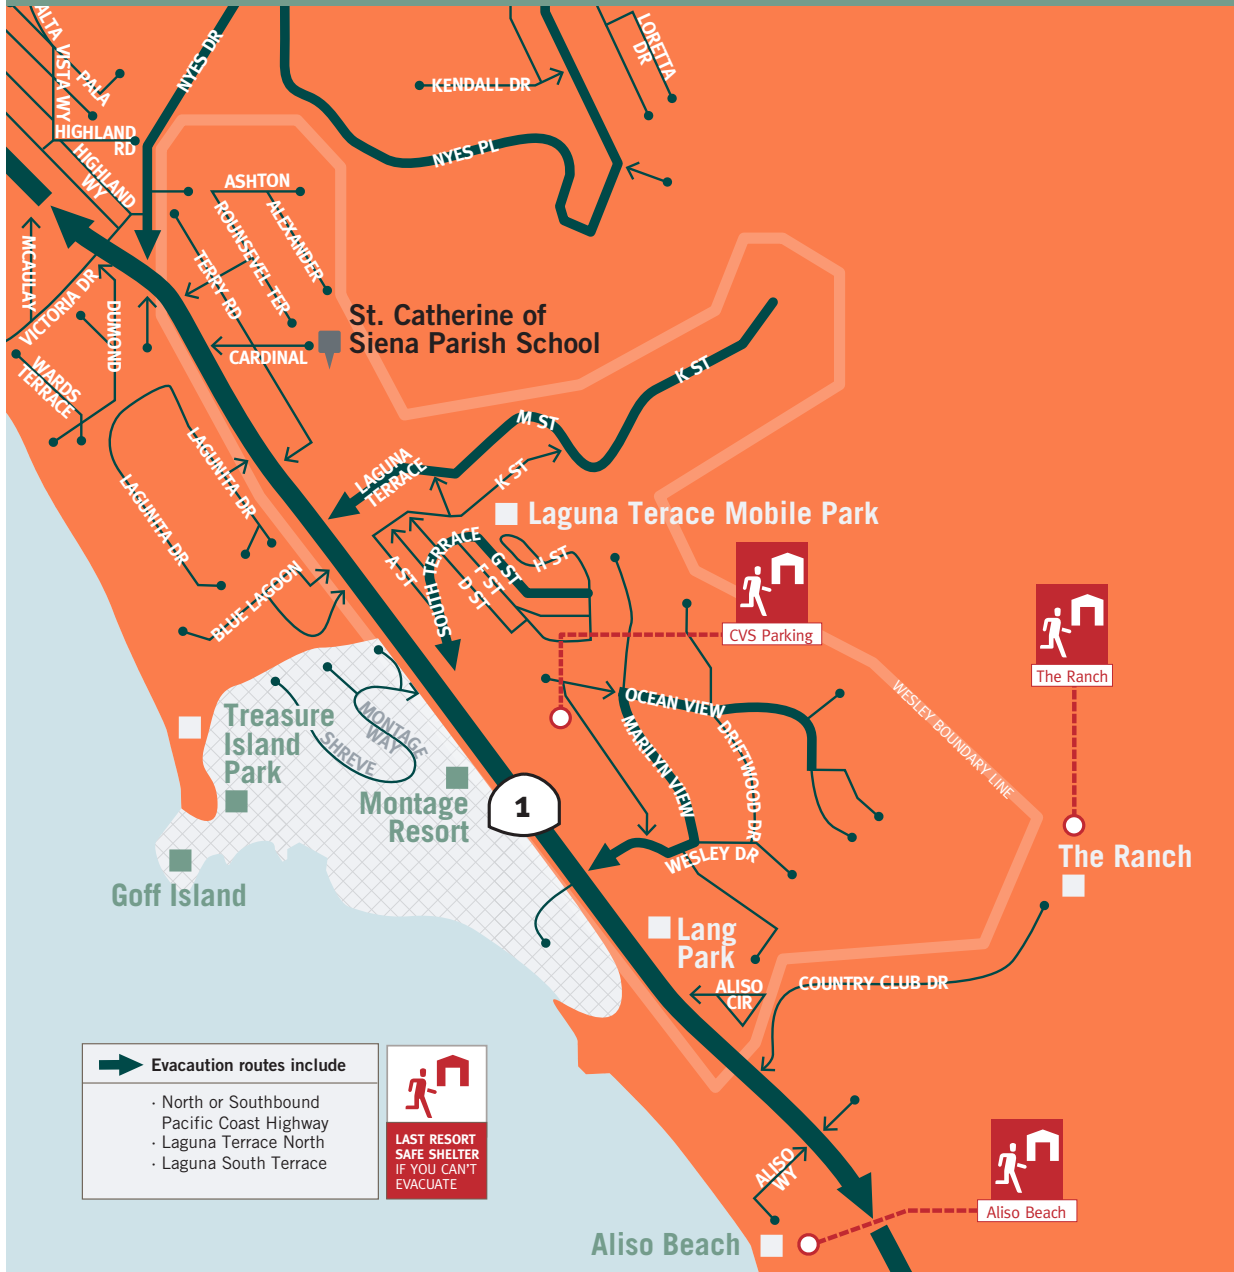 ALTA VISTA WY
PALA
NYES DR
LORETTA
DR
KENDALL DR
HIGHLAND
RD
HIGHLAND
WY
NYES PL
ASHTON
ROUNSEVEL TER
ALEXANDER
TERRY RD
MCAULAY
VICTORIA DR
DUMOND
WARDS
TERRACE
CARDINAL
St. Catherine of
Siena Parish School
K ST
M ST
LAGUNA
TERRACE
K ST
LAGUNITA DR
LAGUNITA DR
Laguna Terace Mobile Park
A ST
SOUTH TERRACE
G ST
F ST
D ST
H ST
BLUE LAGOON
CVS Parking
The Ranch
OCEAN VIEW
WESLEY BOUNDARY LINE
MARILYN VIEW
DRIFTWOOD DR
MONTAGE
WAY
SHREVE
Treasure
Island
Park
Montage
Resort
1
WESLEY DR
The Ranch
Goff Island
Lang
Park
ALISO
CIR
COUNTRY CLUB DR
Evacaution routes include
· North or Southbound
Pacific Coast Highway
· Laguna Terrace North
· Laguna South Terrace
LAST RESORT
SAFE SHELTER
IF YOU CAN'T
EVACUATE
ALISO
WY
Aliso Beach
Aliso Beach